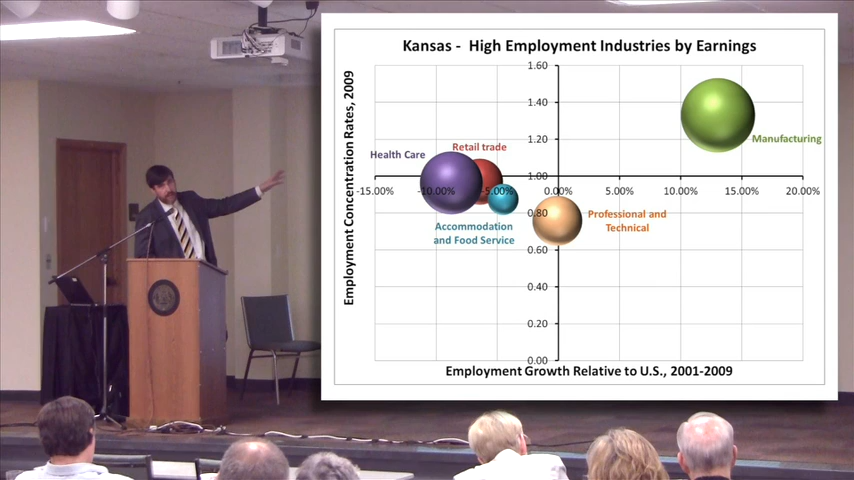 Kansas -  High Employment Industries by Earnings
Employment Concentration Rates, 2009
1.60
1.40
1.20
1.00
0.80
0.60
0.40
0.20
0.00
-15.00%
-10.00%
-5.00%
0.00%
5.00%
10.00%
15.00%
20.00%
Health Care
Retail trade
Manufacturing
Accommodation
and Food Service
Professional and
Technical
Employment Growth Relative to U.S., 2001-2009